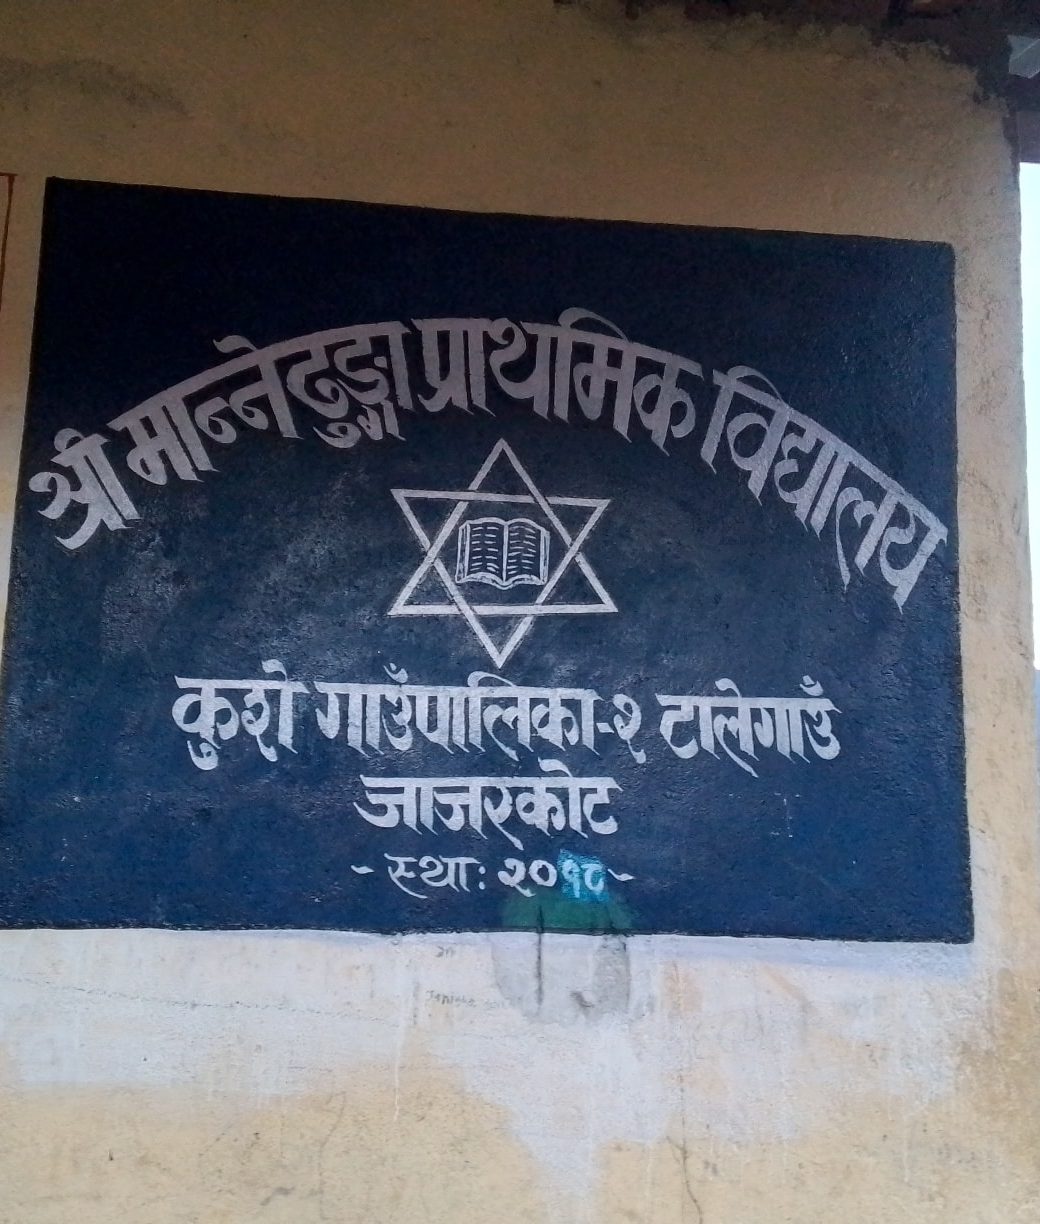 श्री मान्नेढुङ्गा प्राथमिक विद्यालय
कुशे गाउँपालिका-२ टालेगाउँ
जाजरकोट
- स्था: २०१८ -